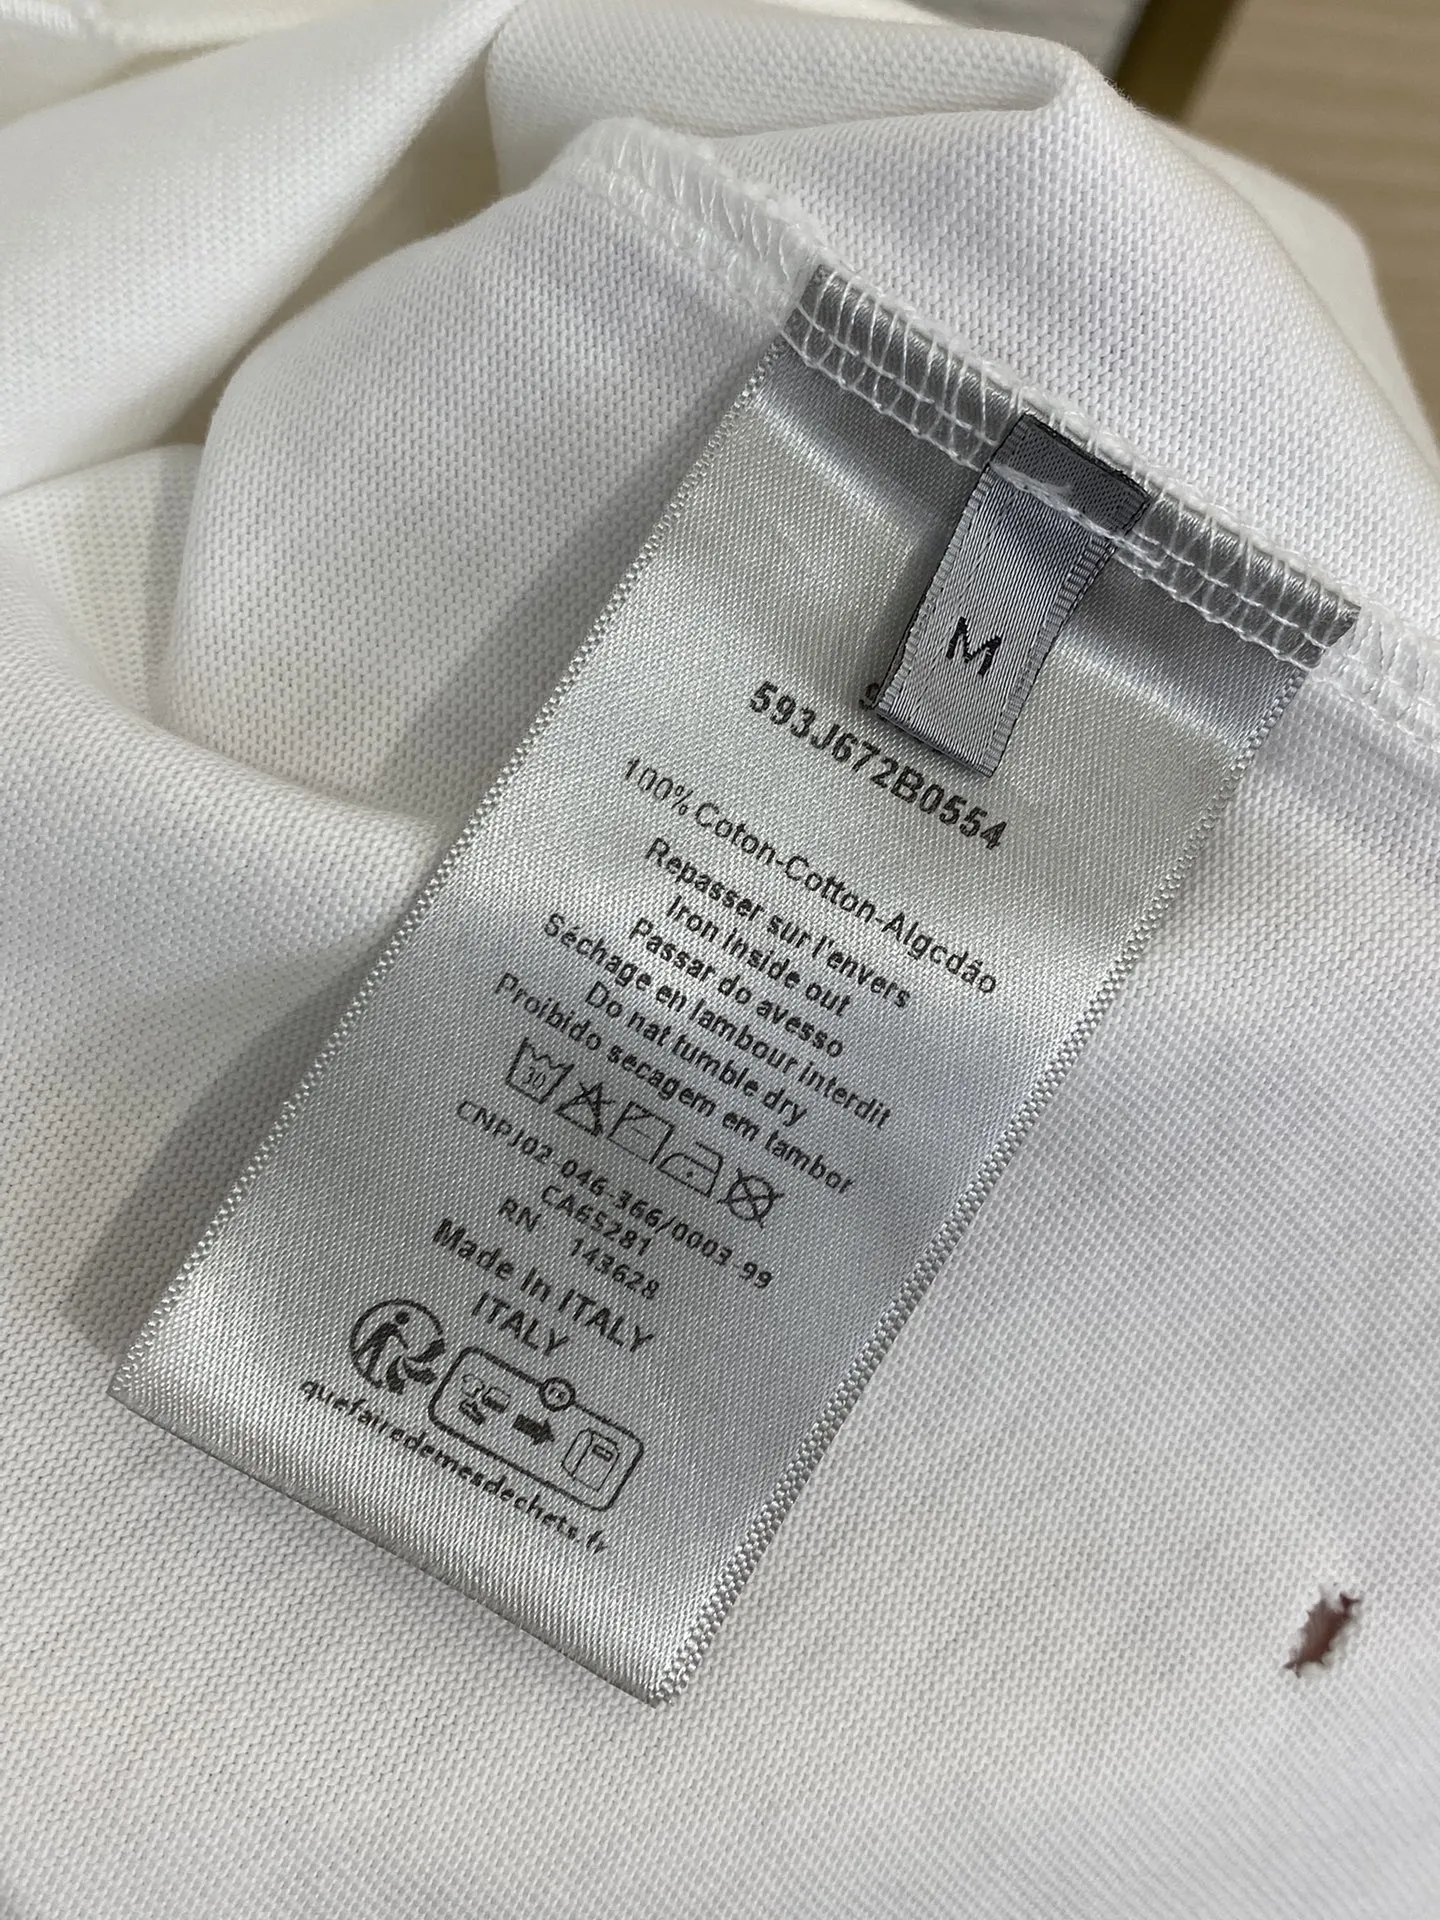 M
593J672B0554
100% Coton-Cotton-Algcdão
Repasser sur l'envers
Iron inside out
Passar do avesso
Séchage en lambour interdit
Do nat tumble dry
Proibido secagem em lambor
30
CNPJ02 046-366/0003 99
CA65281
RN 143628
Made In ITALY
ITALY
FR
quefairedemesdechets.fr